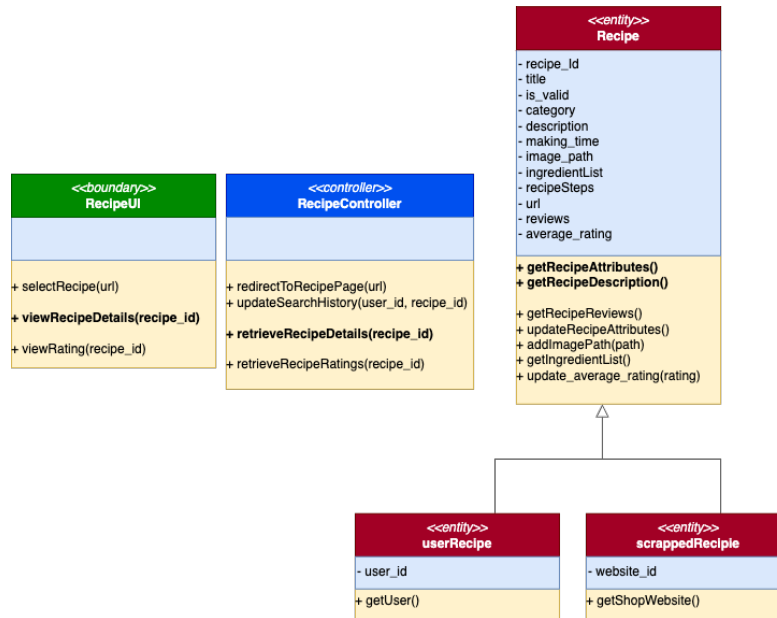 <<entity>>
Recipe
- recipe_Id
- title
- is_valid
- category
- description
- making_time
- image_path
- ingredientList
- recipeSteps
- url
- reviews
- average_rating
+ getRecipeAttributes()
+ getRecipeDescription()
+ getRecipeReviews()
+ updateRecipeAttributes()
+ addImagePath(path)
+ getIngredientList()
+ update_average_rating(rating)
<<boundary>>
RecipeUI
+ selectRecipe(url)
+ viewRecipeDetails(recipe_id)
+ viewRating(recipe_id)
<<controller>>
RecipeController
+ redirectToRecipePage(url)
+ updateSearchHistory(user_id, recipe_id)
+ retrieveRecipeDetails(recipe_id)
+ retrieveRecipeRatings(recipe_id)
<<entity>>
userRecipe
- user_id
+ getUser()
<<entity>>
scrappedRecipie
- website_id
+ getShopWebsite()